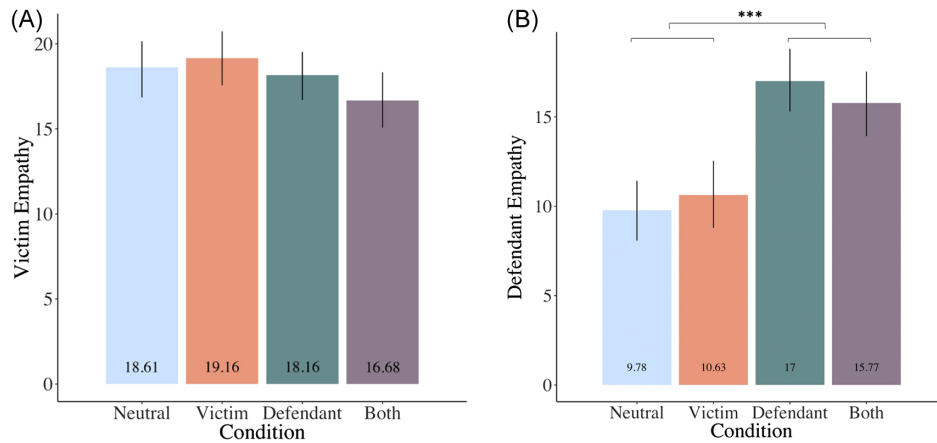 (A)
Victim Empathy
20
15
10
5
0
18.61 19.16 18.16 16.68
Neutral Victim Defendant Both
Condition
(B)
***
Defendant Empathy
15
10
5
0
9.78 10.63 17 15.77
Neutral Victim Defendant Both
Condition